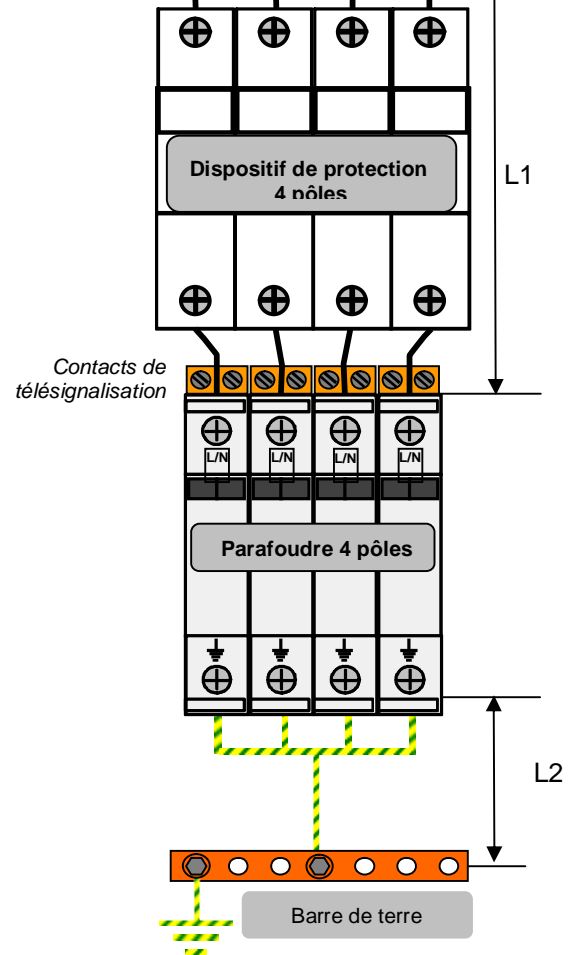 Dispositif de protection
4 pôles
L1
Contacts de
télésignalisation
L/N L/N L/N L/N
Parafoudre 4 pôles
L2
Barre de terre